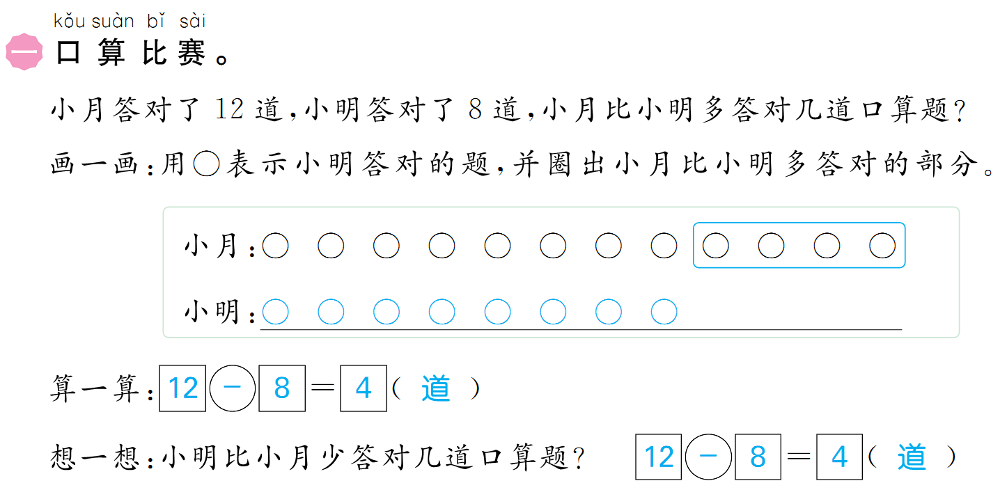 kǒu suàn bǐ sài
一 口算比赛。
小月答对了 12 道,小明答对了 8 道,小月比小明多答对几道口算题?
画一画:用○表示小明答对的题,并圈出小月比小明多答对的部分。
小月:○ ○ ○ ○ ○ ○ ○ ○ ○ ○ ○ ○
小明:○ ○ ○ ○ ○ ○ ○ ○
算一算:12 - 8 = 4 ( 道 )
想一想:小明比小月少答对几道口算题? 12 - 8 = 4 ( 道 )